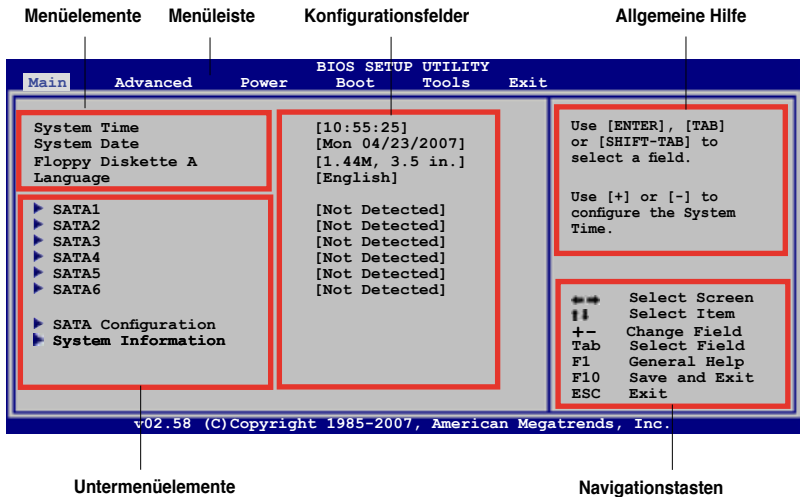 Menüelemente Menüleiste Konfigurationsfelder Allgemeine Hilfe
BIOS SETUP UTILITY
Main Advanced Power Boot Tools Exit
System Time [10:55:25]
System Date [Mon 04/23/2007]
Floppy Diskette A [1.44M, 3.5 in.]
Language [English]
SATA1 [Not Detected]
SATA2 [Not Detected]
SATA3 [Not Detected]
SATA4 [Not Detected]
SATA5 [Not Detected]
SATA6 [Not Detected]
SATA Configuration
System Information
Use [ENTER], [TAB]
or [SHIFT-TAB] to
select a field.
Use [+] or [-] to
configure the System
Time.
Select Screen
Select Item
+- Change Field
Tab Select Field
F1 General Help
F10 Save and Exit
ESC Exit
v02.58 (C)Copyright 1985-2007, American Megatrends, Inc.
Untermenüelemente Navigationstasten